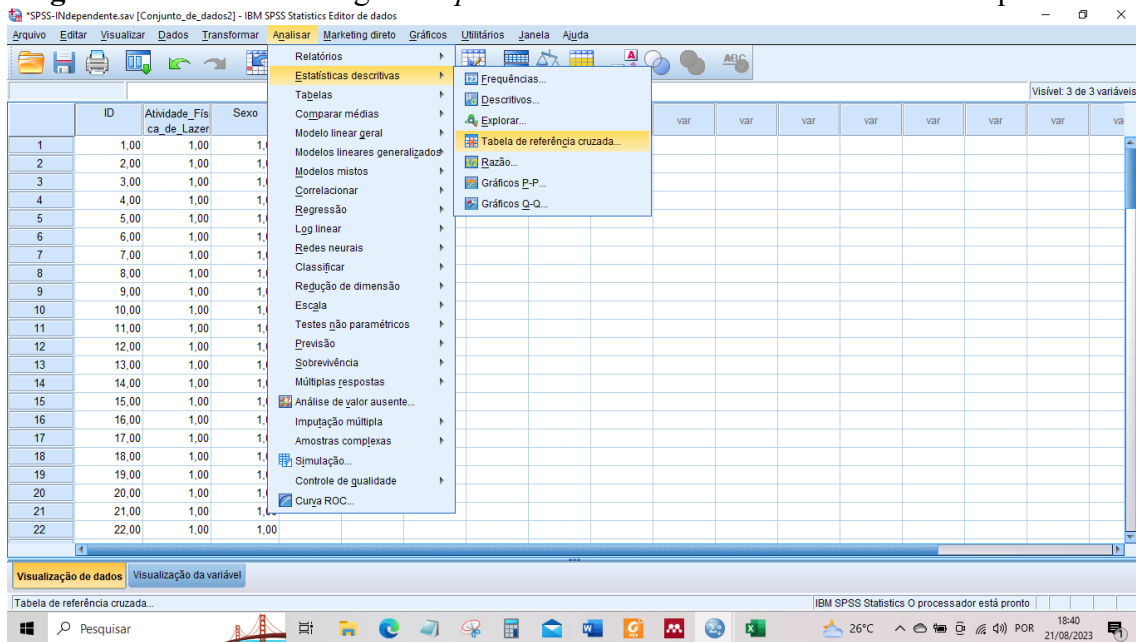 *SPSS-INdependente.sav [Conjunto_de_dados2] - IBM SPSS Statistics Editor de dados
Arquivo Editar Visualizar Dados Transformar Analisar Marketing direto Gráficos Utilitários Janela Ajuda
Visível: 3 de 3 variáveis
ID Atividade_Fís Sexo var var var var var var va
ca_de_Lazer
1 1,00 1,00
2 2,00 1,00
3 3,00 1,00
4 4,00 1,00
5 5,00 1,00
6 6,00 1,00
7 7,00 1,00
8 8,00 1,00
9 9,00 1,00
10 10,00 1,00
11 11,00 1,00
12 12,00 1,00
13 13,00 1,00
14 14,00 1,00
15 15,00 1,00
16 16,00 1,00
17 17,00 1,00
18 18,00 1,00
19 19,00 1,00
20 20,00 1,00
21 21,00 1,00 1,00
22 22,00 1,00 1,00
Relatórios
Estatísticas descritivas
Tabelas
Comparar médias
Modelo linear geral
Modelos lineares generalizados
Modelos mistos
Correlacionar
Regressão
Log linear
Redes neurais
Classificar
Redução de dimensão
Escala
Testes não paramétricos
Previsão
Sobrevivência
Múltiplas respostas
Análise de valor ausente...
Imputação múltipla
Amostras complexas
Simulação...
Controle de qualidade
Curva ROC...
Frequências...
Descritivos...
Explorar...
Tabela de referência cruzada...
Razão...
Gráficos P-P...
Gráficos Q-Q...
Visualização de dados Visualização da variável
Tabela de referência cruzada... IBM SPSS Statistics O processador está pronto
Pesquisar 26°C POR 18:40
21/08/2023